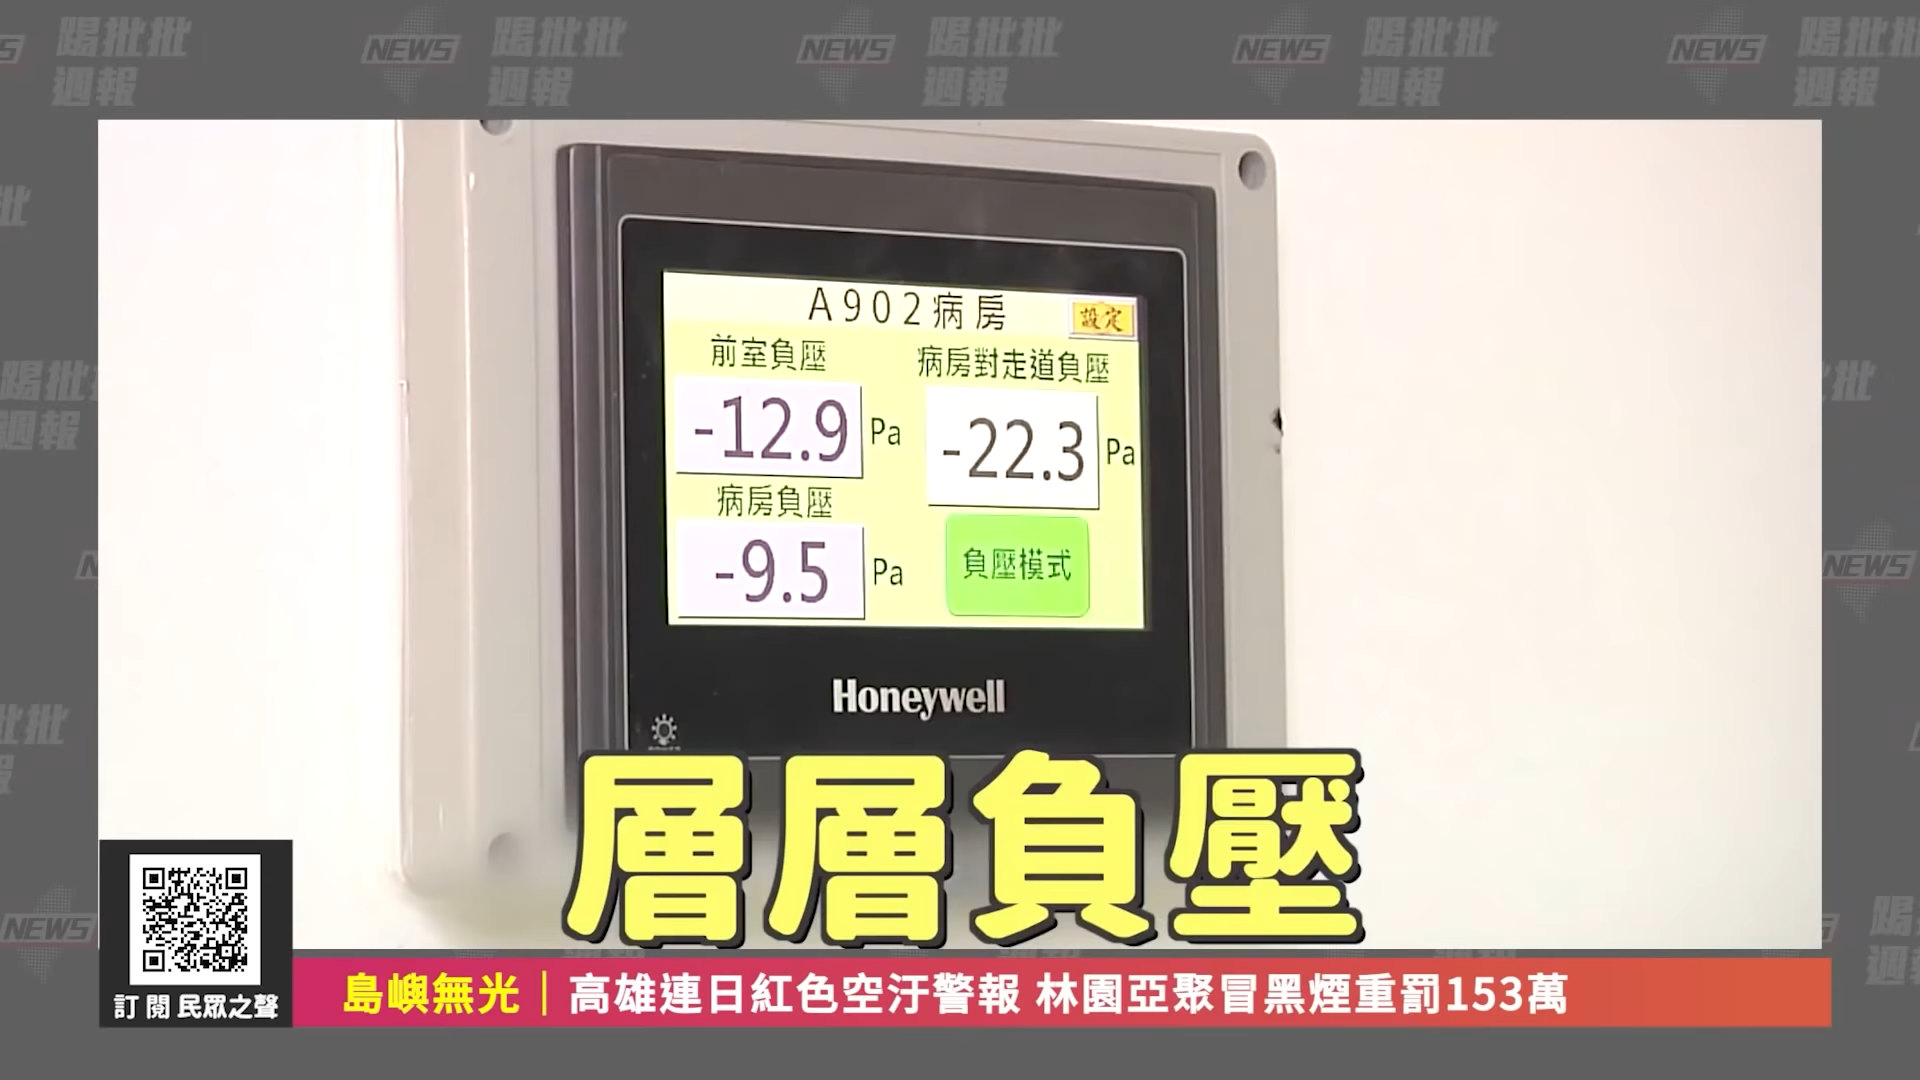 NEWS 踢批批
週報
A902病房
設定
前室負壓
病房對走道負壓
-12.9 Pa
-22.3 Pa
病房負壓
-9.5 Pa
負壓模式
Honeywell
層層負壓
訂閱民眾之聲
島嶼無光｜高雄連日紅色空汙警報 林園亞聚冒黑煙重罰153萬